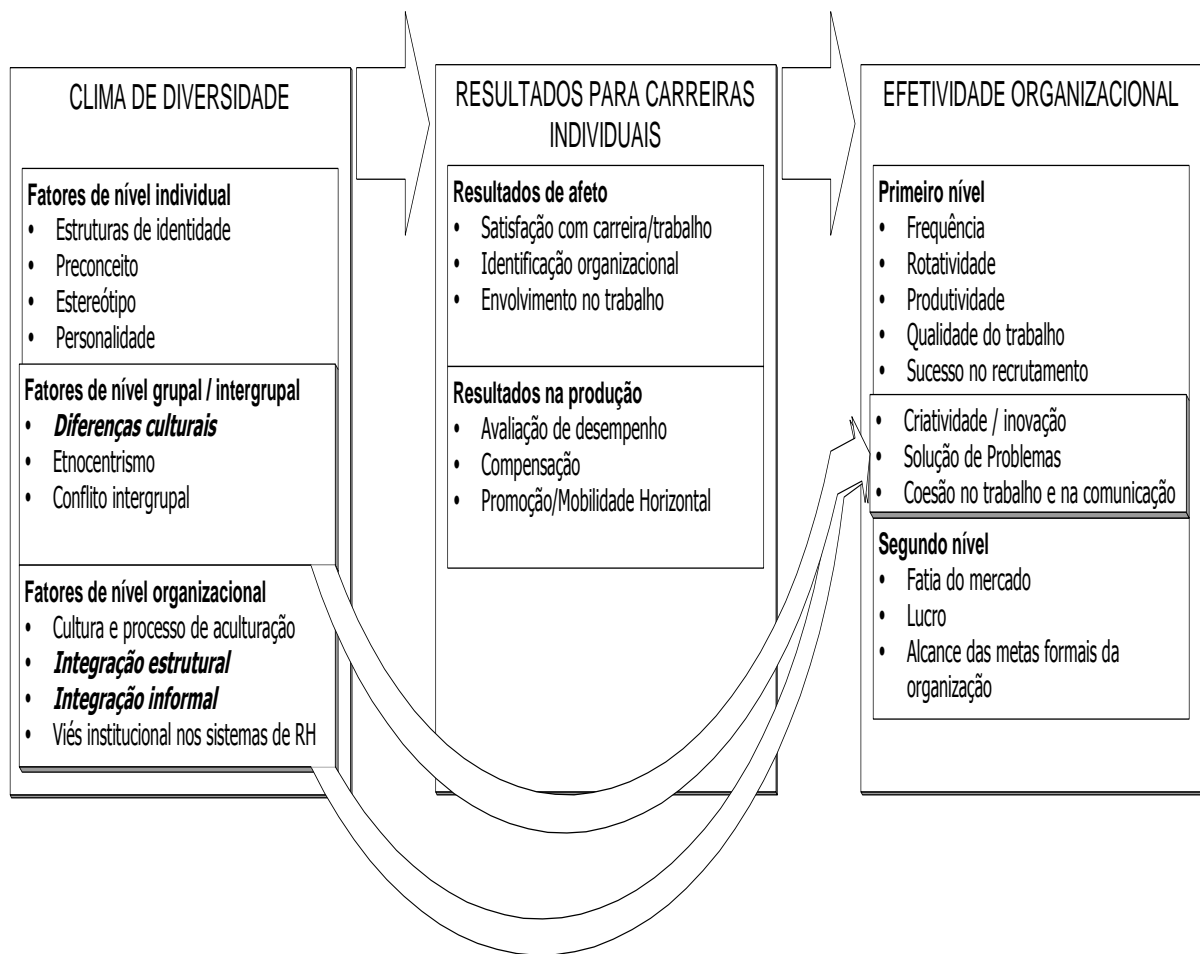 CLIMA DE DIVERSIDADE
Fatores de nível individual
• Estruturas de identidade
• Preconceito
• Estereótipo
• Personalidade
Fatores de nível grupal / intergrupal
• Diferenças culturais
• Etnocentrismo
• Conflito intergrupal
Fatores de nível organizacional
• Cultura e processo de aculturação
• Integração estrutural
• Integração informal
• Viés institucional nos sistemas de RH
RESULTADOS PARA CARREIRAS
INDIVIDUAIS
Resultados de afeto
• Satisfação com carreira/trabalho
• Identificação organizacional
• Envolvimento no trabalho
Resultados na produção
• Avaliação de desempenho
• Compensação
• Promoção/Mobilidade Horizontal
EFETIVIDADE ORGANIZACIONAL
Primeiro nível
• Frequência
• Rotatividade
• Produtividade
• Qualidade do trabalho
• Sucesso no recrutamento
• Criatividade / inovação
• Solução de Problemas
• Coesão no trabalho e na comunicação
Segundo nível
• Fatia do mercado
• Lucro
• Alcance das metas formais da
organização